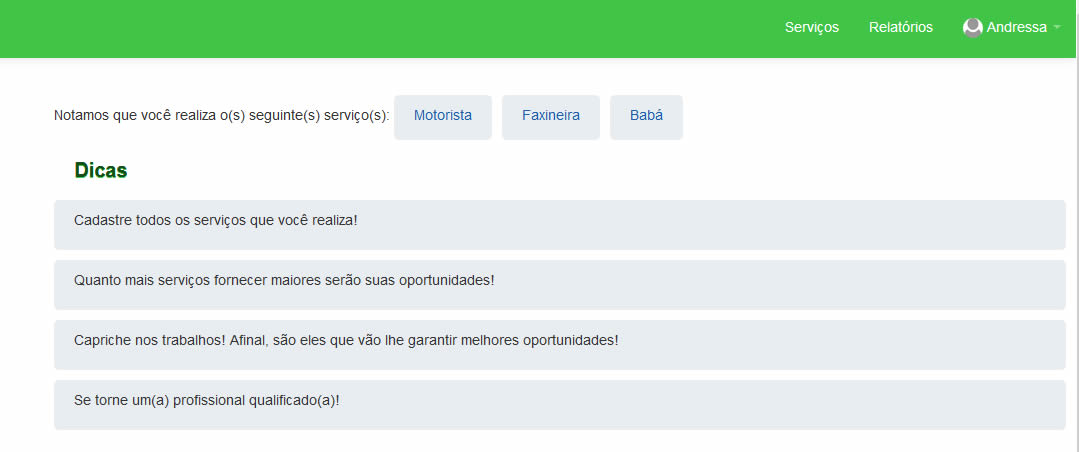 Serviços Relatórios Andressa
Notamos que você realiza o(s) seguinte(s) serviço(s): Motorista Faxineira Babá
Dicas
Cadastre todos os serviços que você realiza!
Quanto mais serviços fornecer maiores serão suas oportunidades!
Capriche nos trabalhos! Afinal, são eles que vão lhe garantir melhores oportunidades!
Se torne um(a) profissional qualificado(a)!